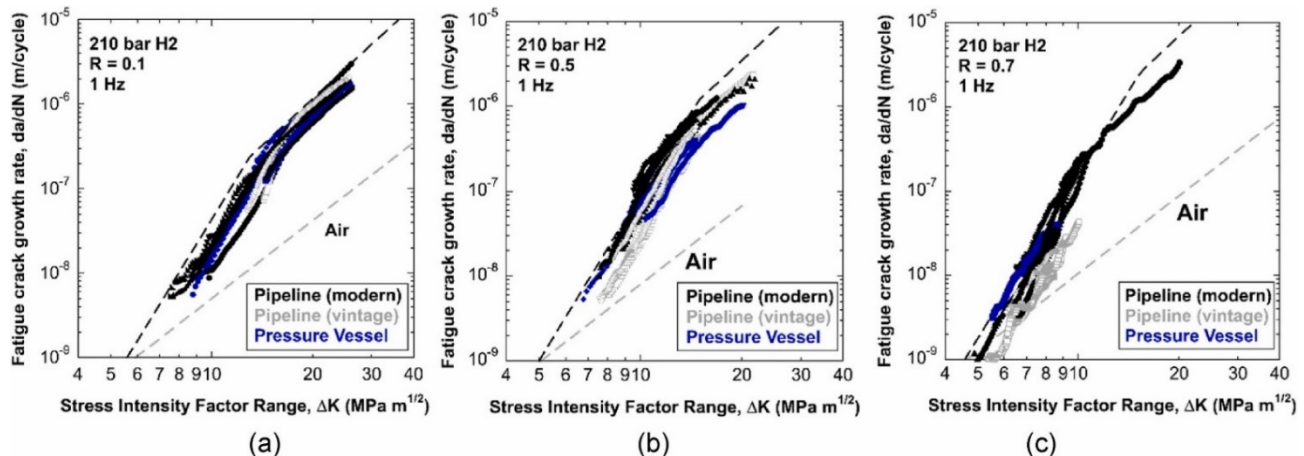 10⁻⁵
10⁻⁶
10⁻⁷
10⁻⁸
10⁻⁹
Fatigue crack growth rate, da/dN (m/cycle)
210 bar H2
R = 0.1
1 Hz
Air
Pipeline (modern)
Pipeline (vintage)
Pressure Vessel
4 5 6 7 8 9 10 20 30 40
Stress Intensity Factor Range, ΔK (MPa m^1/2)
(a)
10⁻⁵
10⁻⁶
10⁻⁷
10⁻⁸
10⁻⁹
Fatigue crack growth rate, da/dN (m/cycle)
210 bar H2
R = 0.5
1 Hz
Air
Pipeline (modern)
Pipeline (vintage)
Pressure Vessel
4 5 6 7 8 9 10 20 30 40
Stress Intensity Factor Range, ΔK (MPa m^1/2)
(b)
10⁻⁵
10⁻⁶
10⁻⁷
10⁻⁸
10⁻⁹
Fatigue crack growth rate, da/dN (m/cycle)
210 bar H2
R = 0.7
1 Hz
Air
Pipeline (modern)
Pipeline (vintage)
Pressure Vessel
4 5 6 7 8 9 10 20 30 40
Stress Intensity Factor Range, ΔK (MPa m^1/2)
(c)